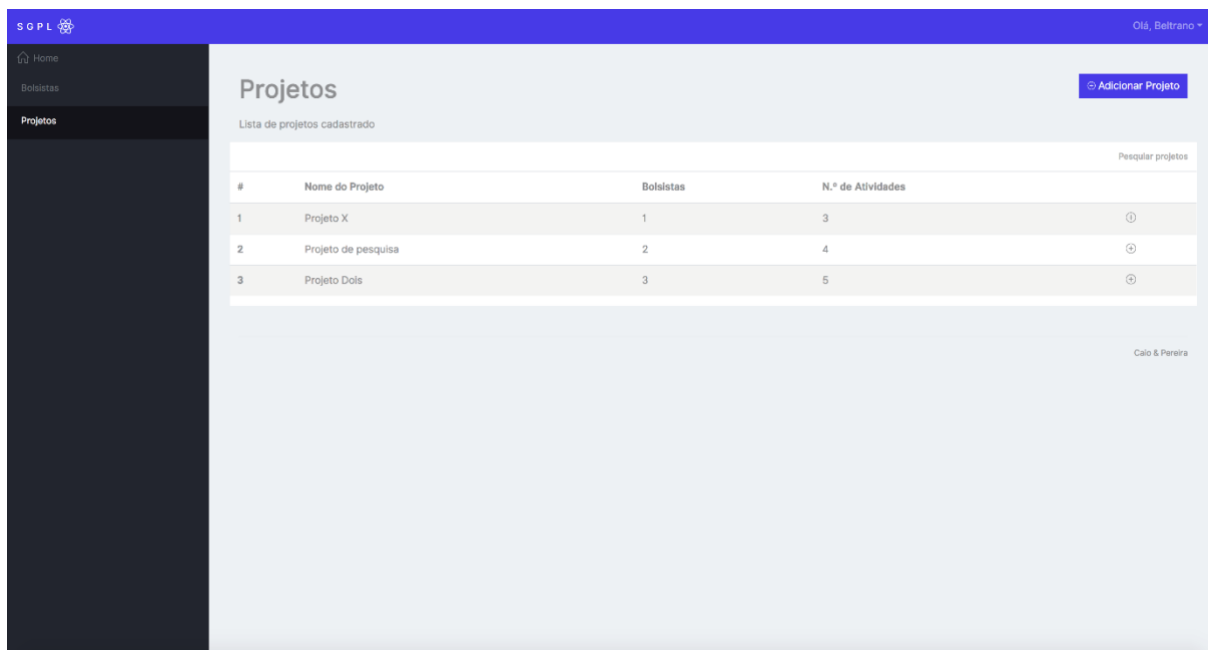 SGPL
Olá, Beltrano
Home
Bolsistas
Projetos
Projetos
Adicionar Projeto
Lista de projetos cadastrado
Pesquiar projetos
# Nome do Projeto Bolsistas N.º de Atividades
1 Projeto X 1 3
2 Projeto de pesquisa 2 4
3 Projeto Dois 3 5
Caio & Pereira